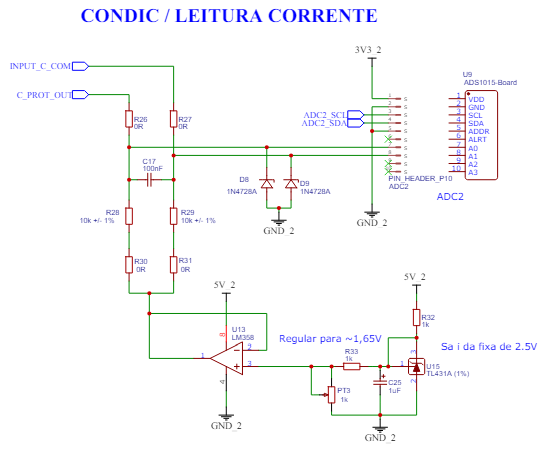 CONDIC / LEITURA CORRENTE
3V3_2
INPUT_C_COM
C_PROT_OUT
U9
ADS1015-Board
R26
0R
R27
0R
ADC2_SCL
ADC2_SDA
1 VDD
2 GND
3 SCL
4 SDA
5 ADDR
6 ALRT
7 A0
8 A1
9 A2
10 A3
PIN_HEADER_P10
ADC2
ADC2
C17
100nF
D8
1N4728A
D9
1N4728A
GND_2
GND_2
R28
10k +/- 1%
R29
10k +/- 1%
R30
0R
R31
0R
5V_2
5V_2
U13
LM358
8
1
2
3
4
Regular para ~1,65V
R32
1k
Sa i da fixa de 2.5V
R33
1k
3
1
2
U15
TL431A (1%)
C25
1uF
PT3
1k
GND_2
GND_2